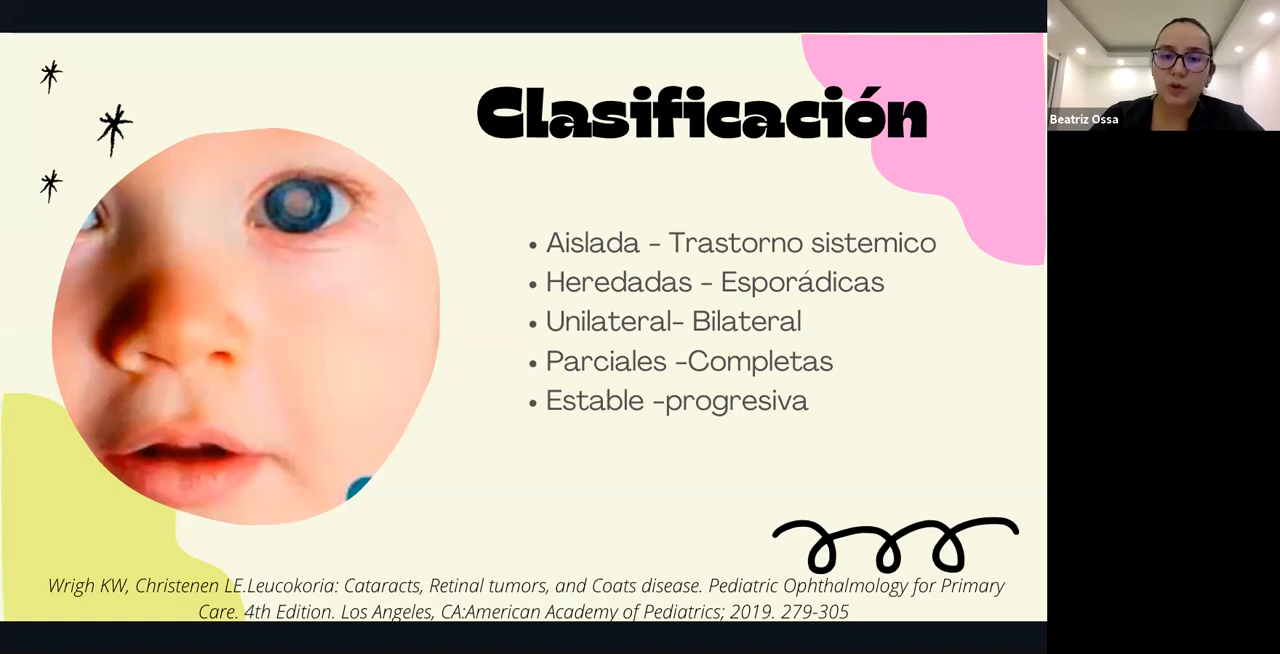 Clasificación
Beatriz Ossa
• Aislada - Trastorno sistemico
• Heredadas - Esporádicas
• Unilateral- Bilateral
• Parciales -Completas
• Estable -progresiva
Wrigh KW, Christenen LE.Leucokoria: Cataracts, Retinal tumors, and Coats disease. Pediatric Ophthalmology for Primary
Care. 4th Edition. Los Angeles, CA:American Academy of Pediatrics; 2019. 279-305